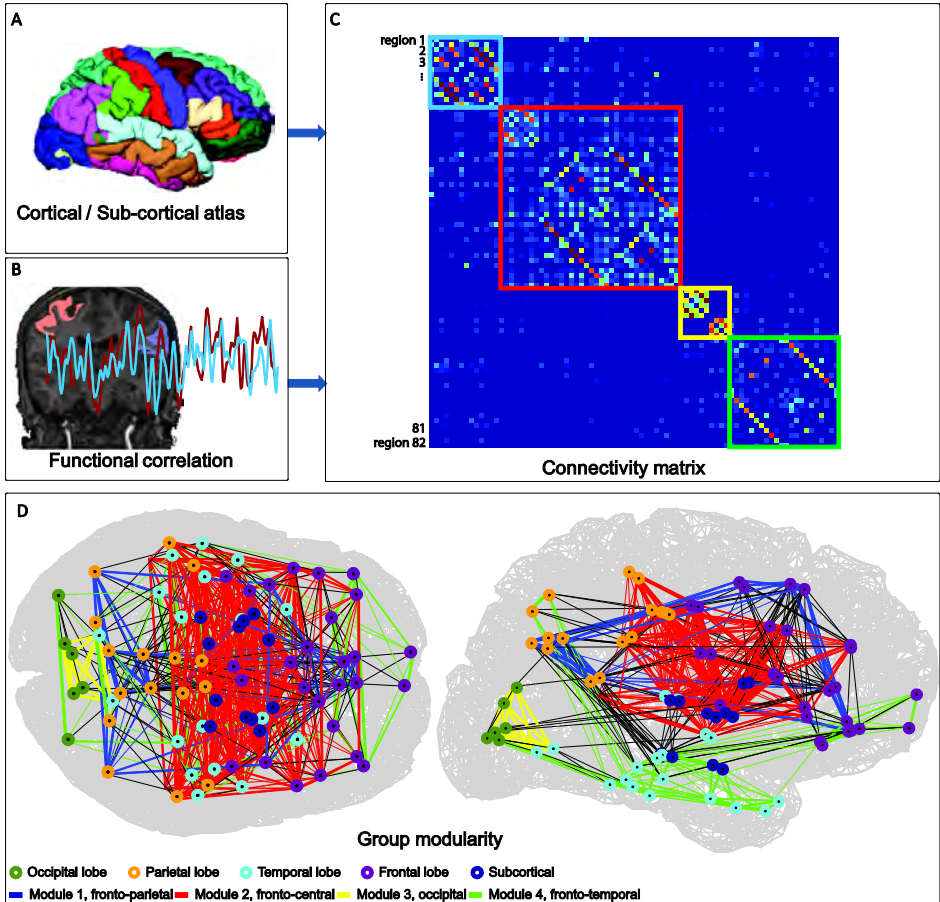 A
Cortical / Sub-cortical atlas
B
Functional correlation
C
region 1
2
3
81
region 82
Connectivity matrix
D
Group modularity
Occipital lobe Parietal lobe Temporal lobe Frontal lobe Subcortical
Module 1, fronto-parietal Module 2, fronto-central Module 3, occipital Module 4, fronto-temporal